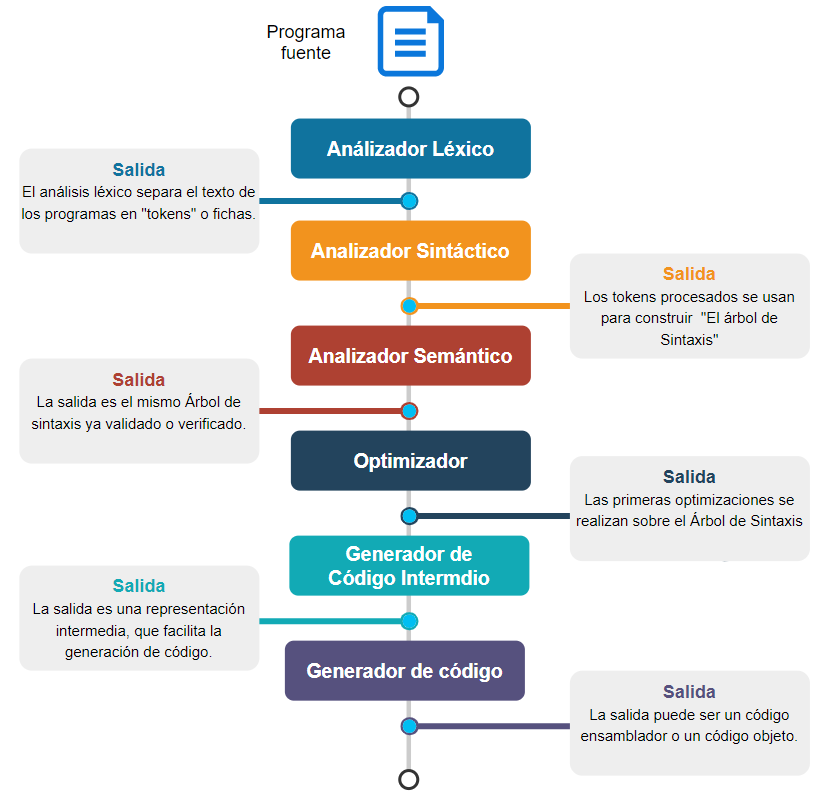 Programa
fuente
Análizador Léxico
Salida
El análisis léxico separa el texto de
los programas en "tokens" o fichas.
Analizador Sintáctico
Salida
Los tokens procesados se usan
para construir "El árbol de
Sintaxis"
Analizador Semántico
Salida
La salida es el mismo Árbol de
sintaxis ya validado o verificado.
Optimizador
Salida
Las primeras optimizaciones se
realizan sobre el Árbol de Sintaxis
Generador de
Código Intermdio
Salida
La salida es una representación
intermedia, que facilita la
generación de código.
Generador de código
Salida
La salida puede ser un código
ensamblador o un código objeto.